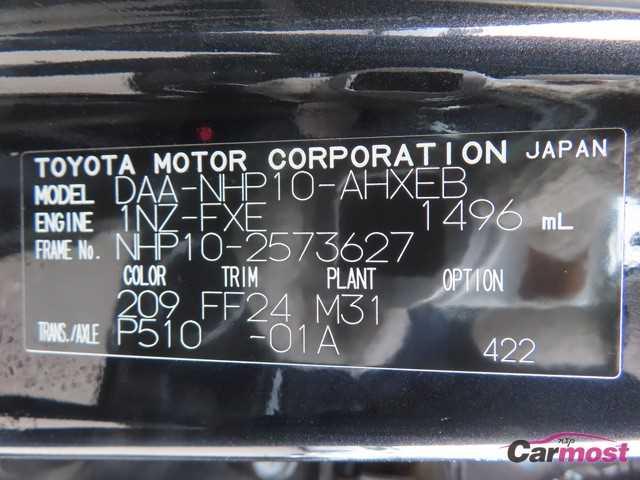 TOYOTA MOTOR CORPORATION JAPAN
MODEL DAA-NHP10-AHXEB
ENGINE 1NZ-FXE 1496 mL
FRAME No. NHP10-2573627
COLOR TRIM PLANT OPTION
209 FF24 M31
TRANS./AXLE P510 -01A
422
nxp
Carmost